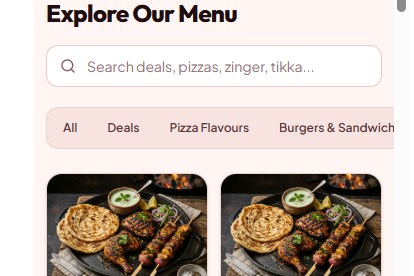 Explore Our Menu
Search deals, pizzas, zinger, tikka...
All Deals Pizza Flavours Burgers & Sandwich